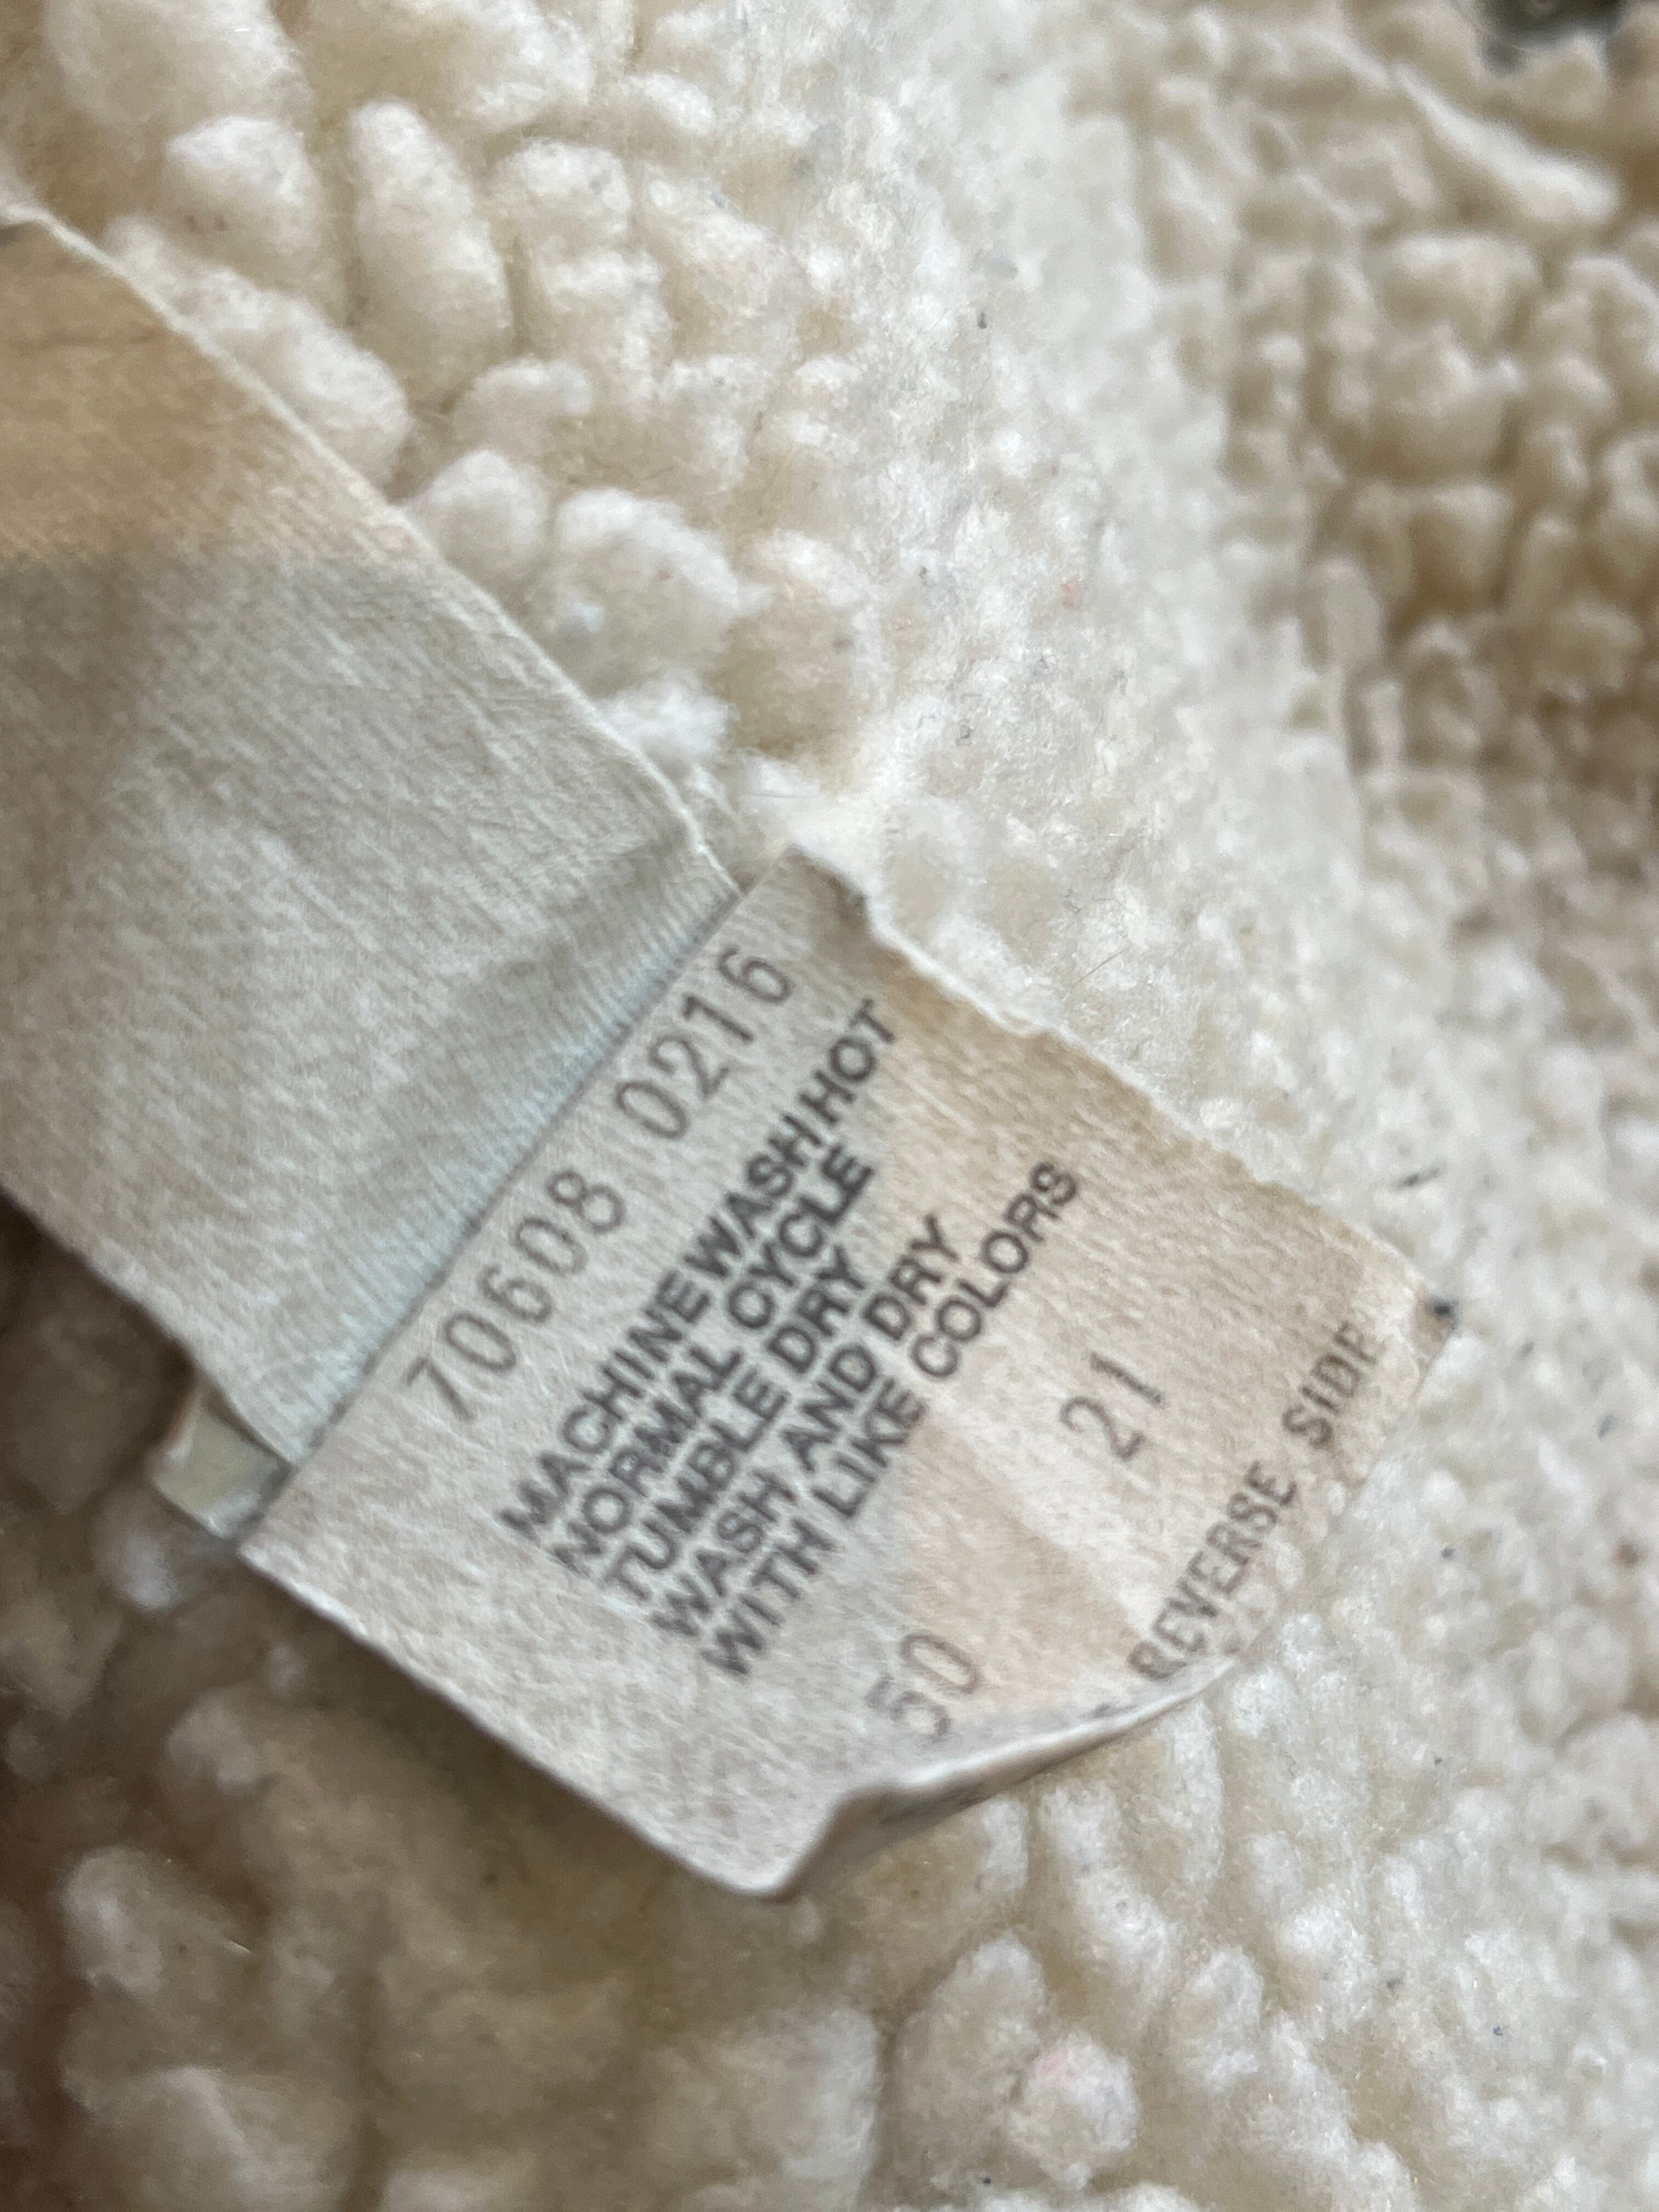 70608 0216
MACHINE WASH HOT
NORMAL CYCLE
TUMBLE DRY
WASH AND DRY
WITH LIKE COLORS
50 21
REVERSE SIDE